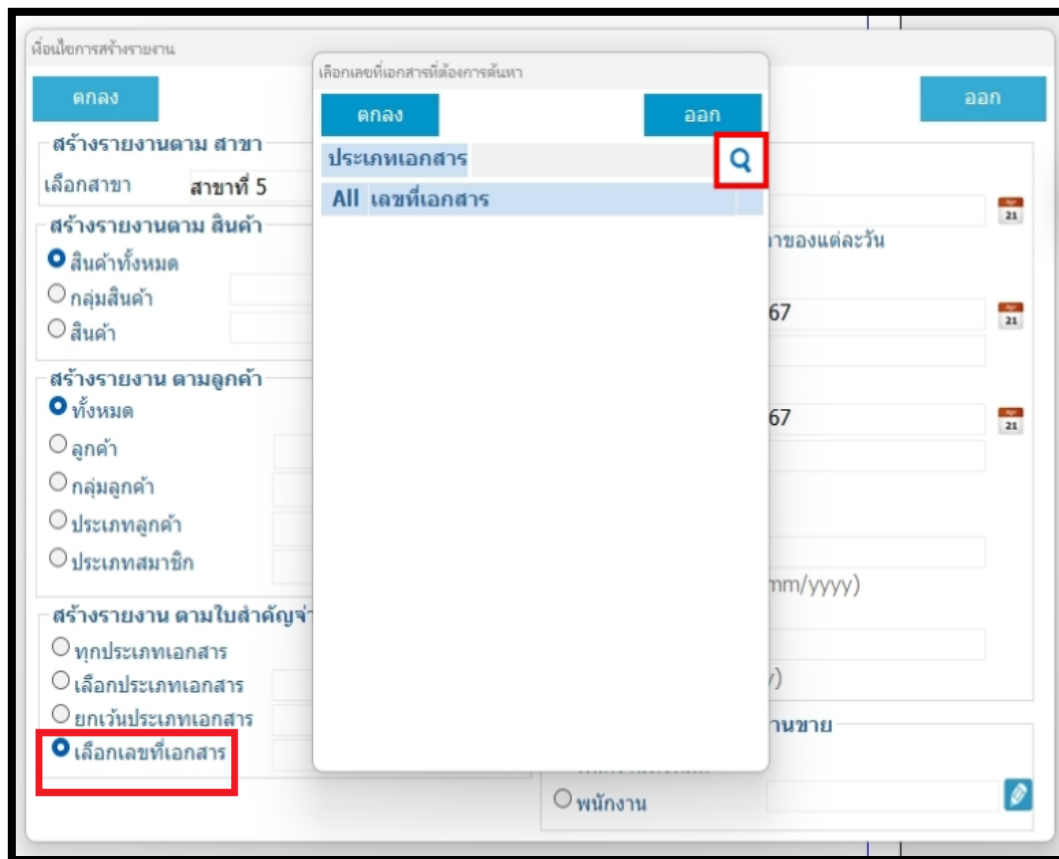 เงื่อนไขการสร้างรายงาน
ตกลง
ออก
สร้างรายงานตาม สาขา
เลือกสาขา สาขาที่ 5
สร้างรายงานตาม สินค้า
สินค้าทั้งหมด
กลุ่มสินค้า
สินค้า
สร้างรายงาน ตามลูกค้า
ทั้งหมด
ลูกค้า
กลุ่มลูกค้า
ประเภทลูกค้า
ประเภทสมาชิก
สร้างรายงาน ตามใบสำคัญจ่
ทุกประเภทเอกสาร
เลือกประเภทเอกสาร
ยกเว้นประเภทเอกสาร
เลือกเลขที่เอกสาร
เลือกเลขที่เอกสารที่ต้องการค้นหา
ตกลง
ออก
ประเภทเอกสาร
All เลขที่เอกสาร
21
าของแต่ละวัน
67
21
67
21
mm/yyyy)
y)
านขาย
พนักงาน